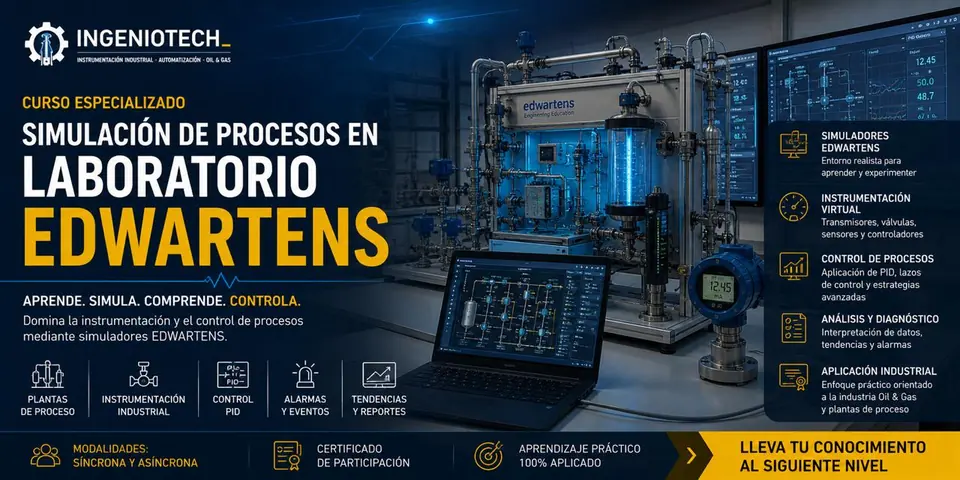 INGENIOTECH_
INSTRUMENTACIÓN INDUSTRIAL · AUTOMATIZACIÓN · OIL & GAS
CURSO ESPECIALIZADO
SIMULACIÓN DE PROCESOS EN
LABORATORIO
EDWARTENS
APRENDE. SIMULA. COMPRENDE. CONTROLA.
Domina la instrumentación y el control de procesos
mediante simuladores EDWARTENS.
PLANTAS
DE PROCESO
INSTRUMENTACIÓN
INDUSTRIAL
CONTROL
PID
ALARMAS
Y EVENTOS
TENDENCIAS
Y REPORTES
edwartens
Engineering Education
12.45
50.0
48.7
12.45
SIMULADORES
EDWARTENS
Entorno realista para
aprender y experimenter
INSTRUMENTACIÓN
VIRTUAL
Transmisores, válvulas,
sensores y controladores
CONTROL DE PROCESOS
Aplicación de PID, lazos
de control y estrategias
avanzadas
ANÁLISIS Y DIAGNÓSTICO
Interpretación de datos,
tendencias y alarmas
APLICACIÓN INDUSTRIAL
Enfoque práctico orientado
a la industria Oil & Gas
y plantas de proceso
MODALIDADES:
SÍNCRONA Y ASÍNCRONA
CERTIFICADO
DE PARTICIPACIÓN
APRENDIZAJE PRÁCTICO
100% APLICADO
LLEVA TU CONOCIMIENTO
AL SIGUIENTE NIVEL